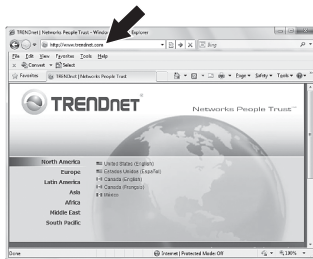 TRENDnet | Networks People Trust - Windows Explorer
http://www.trendnet.com
Bing
File Edit View Favorites Tools Help
Convert Select
Favorites TRENDnet | Networks People Trust Page Safety Tools
TRENDNET
Networks People Trust™
North America
Europe
Latin America
Asia
Africa
Middle East
South Pacific
United States (English)
Estados Unidos (Español)
Canada (English)
Canada (Français)
México
Done Internet | Protected Mode: Off 100%